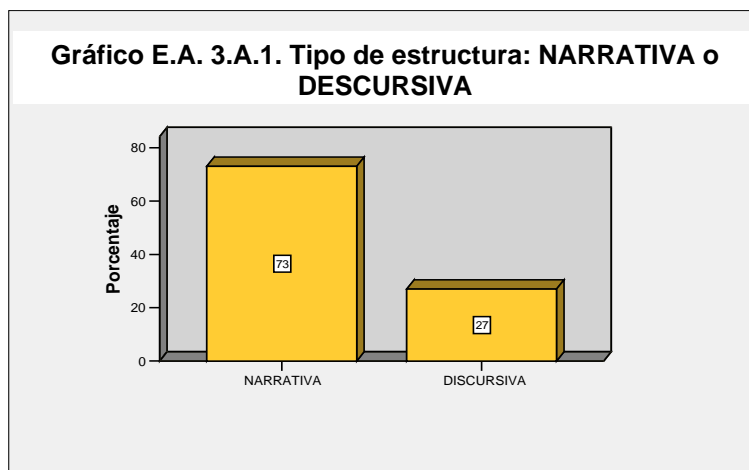 Gráfico E.A. 3.A.1. Tipo de estructura: NARRATIVA o
DESCURSIVA
Porcentaje
80
60
40
20
0
73
27
NARRATIVA
DISCURSIVA